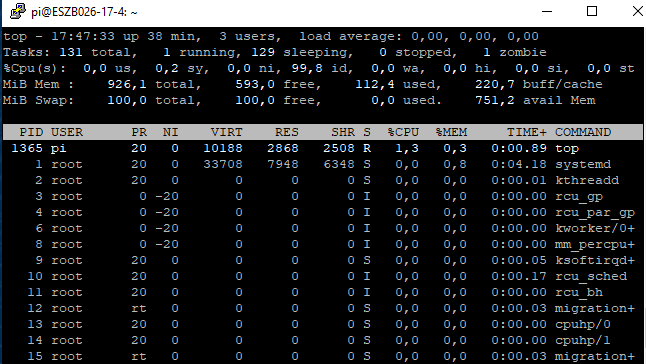 pi@ESZB026-17-4: ~
top - 17:47:33 up 38 min,  3 users,  load average: 0,00, 0,00, 0,00
Tasks: 131 total,   1 running, 129 sleeping,   0 stopped,   1 zombie
%Cpu(s):  0,0 us,  0,2 sy,  0,0 ni, 99,8 id,  0,0 wa,  0,0 hi,  0,0 si,  0,0 st
MiB Mem :    926,1 total,    593,0 free,    112,4 used,    220,7 buff/cache
MiB Swap:    100,0 total,    100,0 free,      0,0 used.    751,2 avail Mem
PID USER      PR  NI    VIRT    RES    SHR S  %CPU  %MEM     TIME+ COMMAND
1365 pi        20   0   10188   2868   2508 R   1,3   0,3   0:00.89 top
1 root      20   0   33708   7948   6348 S   0,0   0,8   0:04.18 systemd
2 root      20   0       0      0      0 S   0,0   0,0   0:00.01 kthreadd
3 root       0 -20       0      0      0 I   0,0   0,0   0:00.00 rcu_gp
4 root       0 -20       0      0      0 I   0,0   0,0   0:00.00 rcu_par_gp
6 root       0 -20       0      0      0 I   0,0   0,0   0:00.00 kworker/0+
8 root       0 -20       0      0      0 I   0,0   0,0   0:00.00 mm_percpu+
9 root      20   0       0      0      0 S   0,0   0,0   0:00.05 ksoftirqd+
10 root      20   0       0      0      0 I   0,0   0,0   0:00.17 rcu_sched
11 root      20   0       0      0      0 I   0,0   0,0   0:00.00 rcu_bh
12 root      rt   0       0      0      0 S   0,0   0,0   0:00.03 migration+
13 root      20   0       0      0      0 S   0,0   0,0   0:00.00 cpuhp/0
14 root      20   0       0      0      0 S   0,0   0,0   0:00.00 cpuhp/1
15 root      rt   0       0      0      0 S   0,0   0,0   0:00.03 migration+